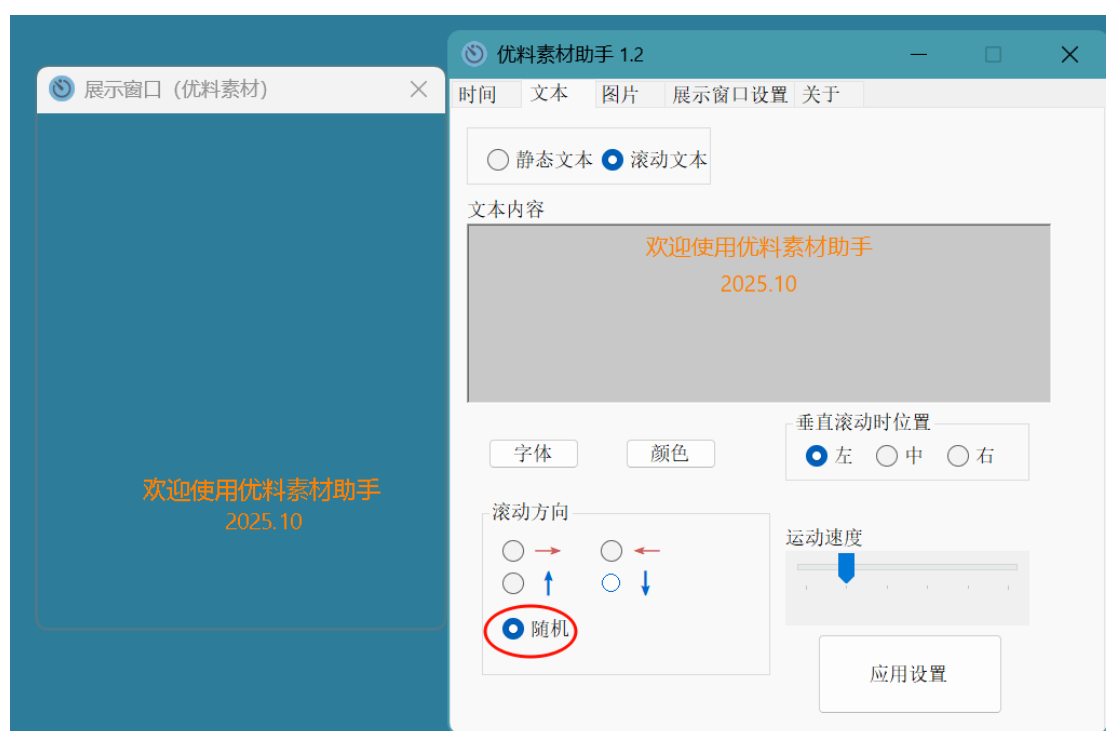 优料素材助手 1.2
展示窗口（优料素材）
时间 文本 图片 展示窗口设置 关于
静态文本 滚动文本
文本内容
欢迎使用优料素材助手
2025.10
垂直滚动时位置
字体 颜色
左 中 右
欢迎使用优料素材助手
2025.10
滚动方向
运动速度
随机
应用设置